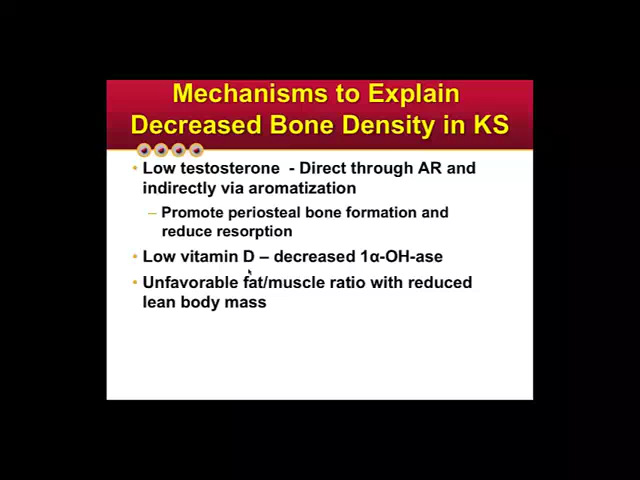 Mechanisms to Explain
Decreased Bone Density in KS
• Low testosterone - Direct through AR and
indirectly via aromatization
– Promote periosteal bone formation and
reduce resorption
• Low vitamin D – decreased 1α-OH-ase
• Unfavorable fat/muscle ratio with reduced
lean body mass